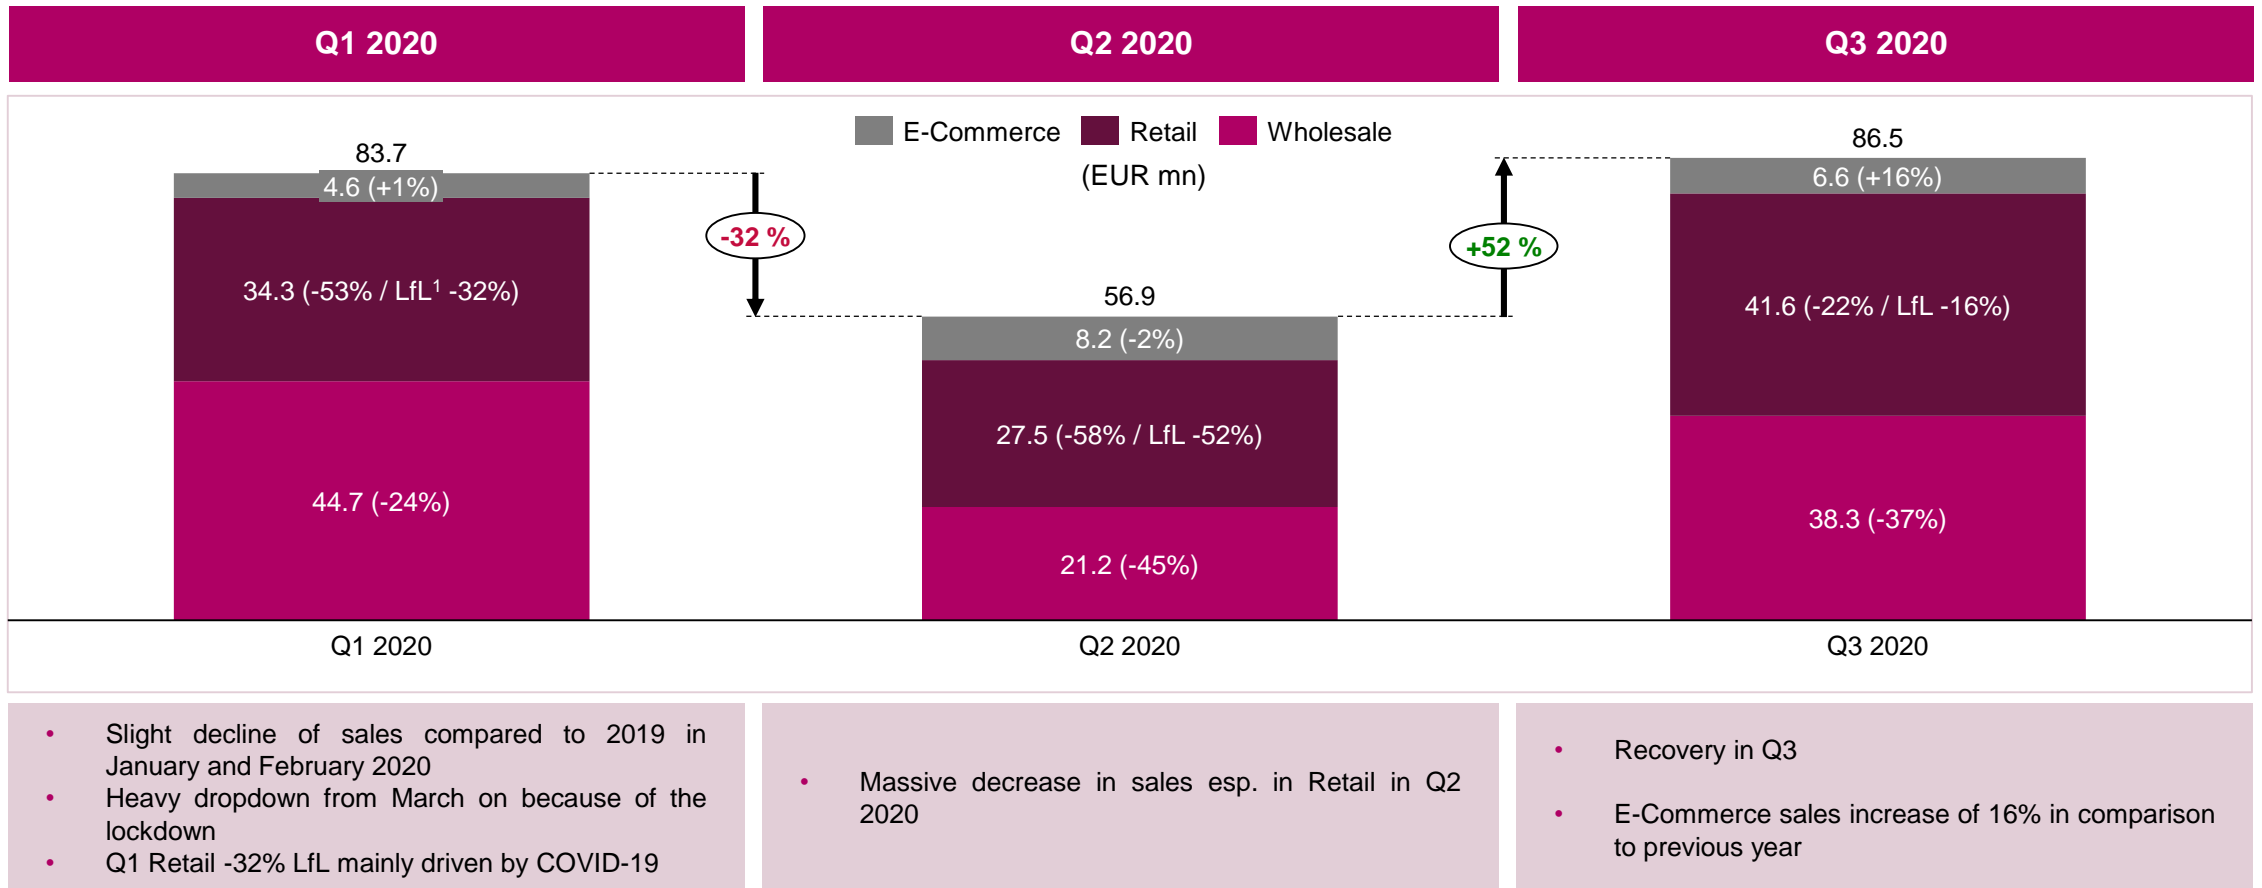 Q1 2020
Q2 2020
Q3 2020
E-Commerce
Retail
Wholesale
(EUR mn)
83.7
4.6 (+1%)
34.3 (-53% / LfL¹ -32%)
44.7 (-24%)
-32 %
56.9
8.2 (-2%)
27.5 (-58% / LfL -52%)
21.2 (-45%)
+52 %
86.5
6.6 (+16%)
41.6 (-22% / LfL -16%)
38.3 (-37%)
Q1 2020
Q2 2020
Q3 2020
• Slight decline of sales compared to 2019 in
January and February 2020
• Heavy dropdown from March on because of the
lockdown
• Q1 Retail -32% LfL mainly driven by COVID-19
• Massive decrease in sales esp. in Retail in Q2
2020
• Recovery in Q3
• E-Commerce sales increase of 16% in comparison
to previous year